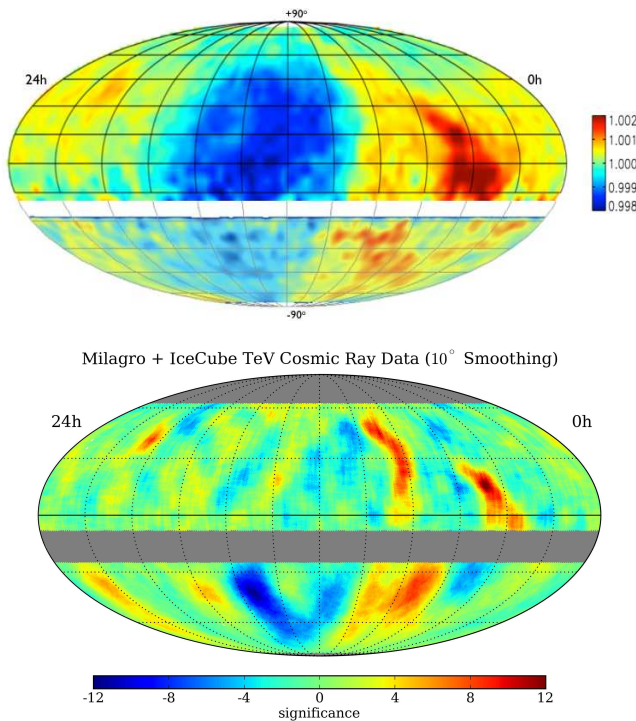 +90°
24h
0h
1.002
1.001
1.000
0.999
0.998
-90°
Milagro + IceCube TeV Cosmic Ray Data (10° Smoothing)
24h
0h
-12 -8 -4 0 4 8 12
significance